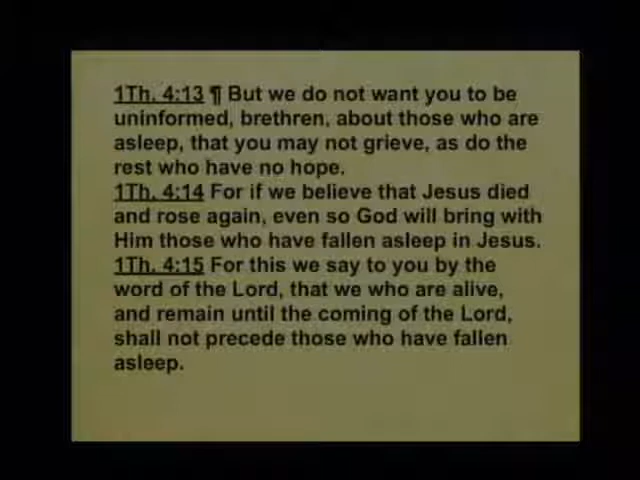 1Th. 4:13 ¶ But we do not want you to be
uninformed, brethren, about those who are
asleep, that you may not grieve, as do the
rest who have no hope.
1Th. 4:14 For if we believe that Jesus died
and rose again, even so God will bring with
Him those who have fallen asleep in Jesus.
1Th. 4:15 For this we say to you by the
word of the Lord, that we who are alive,
and remain until the coming of the Lord,
shall not precede those who have fallen
asleep.